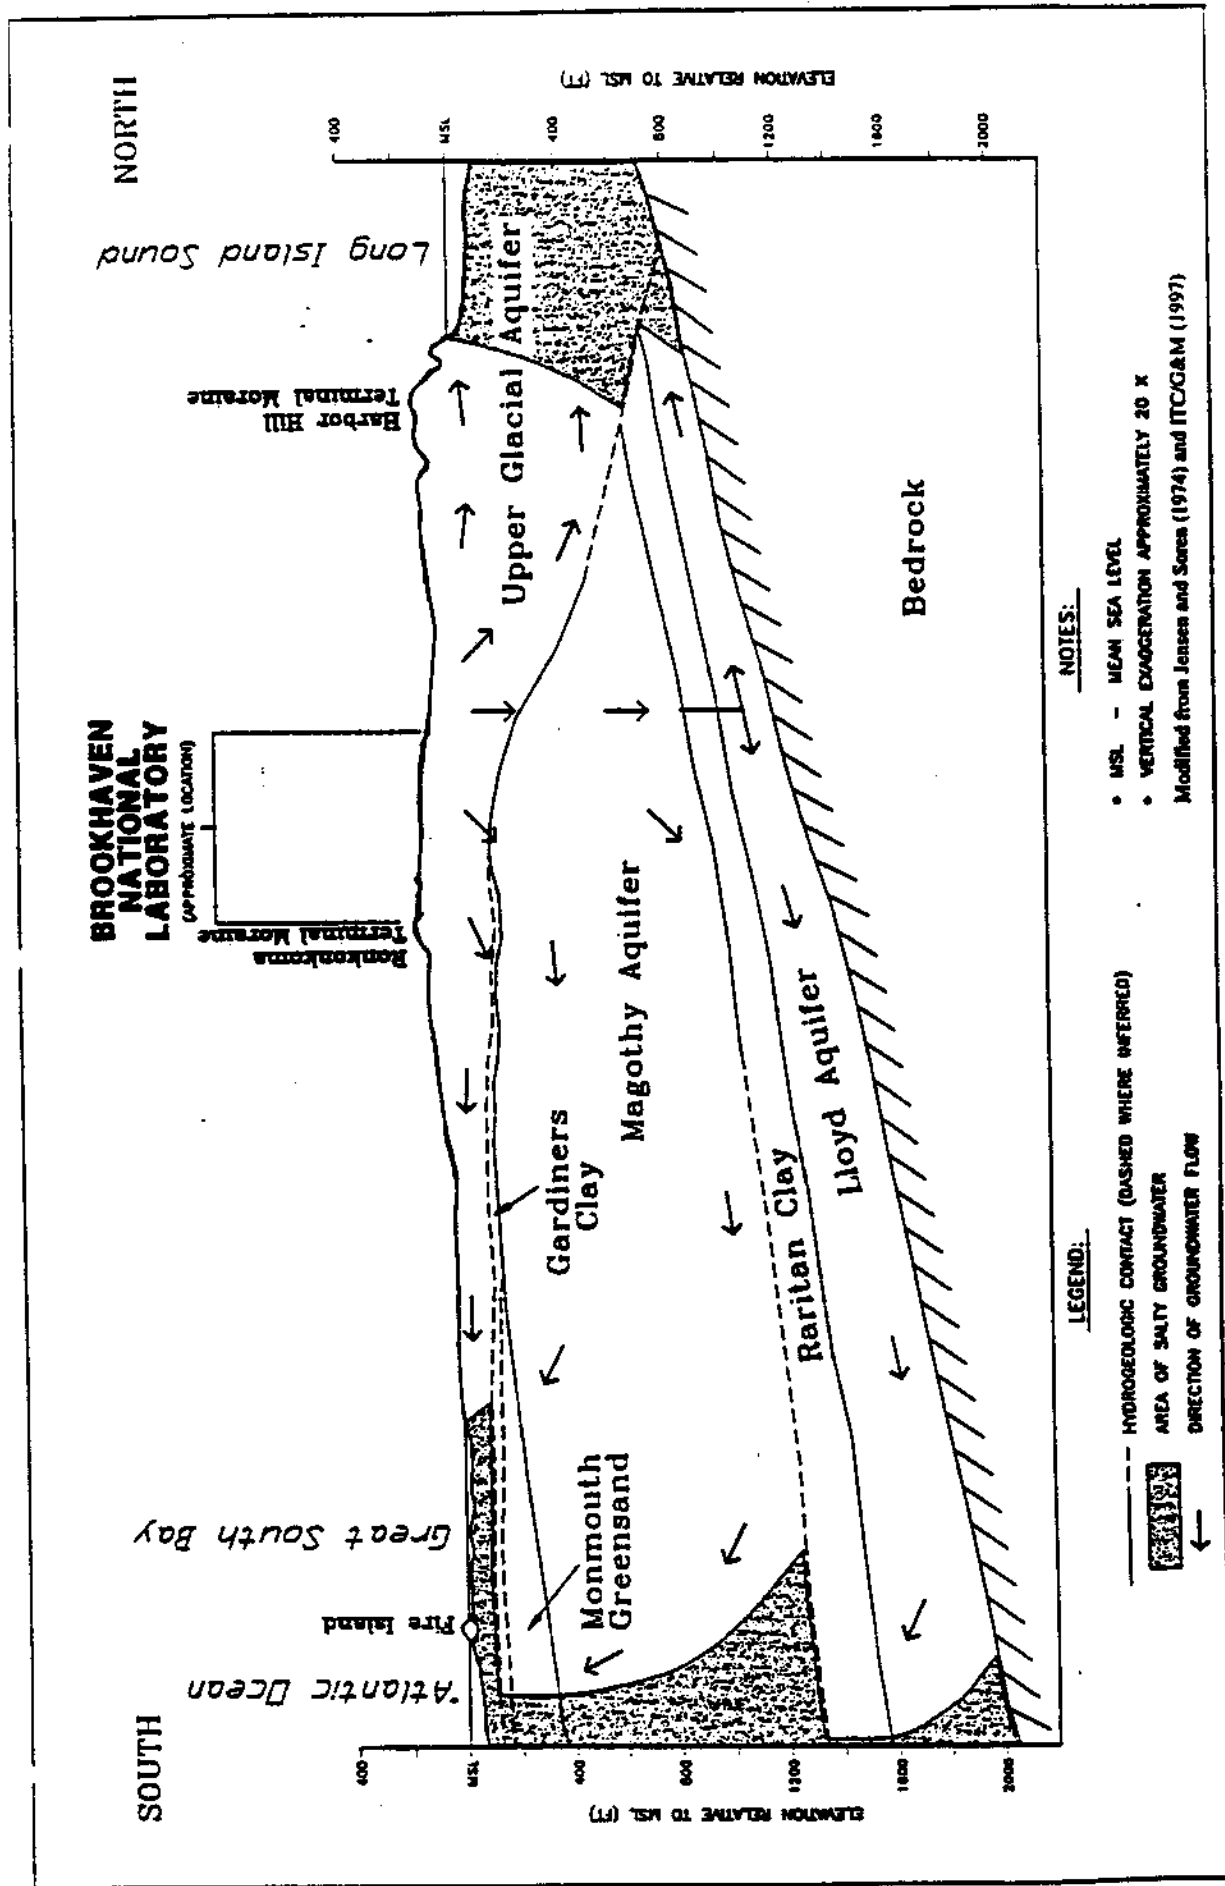 SOUTH
NORTH
BROOKHAVEN
NATIONAL
LABORATORY
(APPROXIMATE LOCATION)
Atlantic Ocean
Fire Island
Great South Bay
Ronkonkoma
Terminal Moraine
Harbor Hill
Terminal Moraine
Long Island Sound
ELEVATION RELATIVE TO MSL (FT)
400
MSL
400
800
1200
1600
2000
ELEVATION RELATIVE TO MSL (FT)
400
MSL
400
800
1200
1600
2000
Upper Glacial Aquifer
Gardiners
Clay
Magothy Aquifer
Monmouth
Greensand
Raritan Clay
Lloyd Aquifer
Bedrock
LEGEND:
HYDROGEOLOGIC CONTACT (DASHED WHERE INFERRED)
AREA OF SALTY GROUNDWATER
DIRECTION OF GROUNDWATER FLOW
NOTES:
• MSL – MEAN SEA LEVEL
• VERTICAL EXAGGERATION APPROXIMATELY 20 X
Modified from Jensen and Soren (1974) and ITC/G&M (1997)